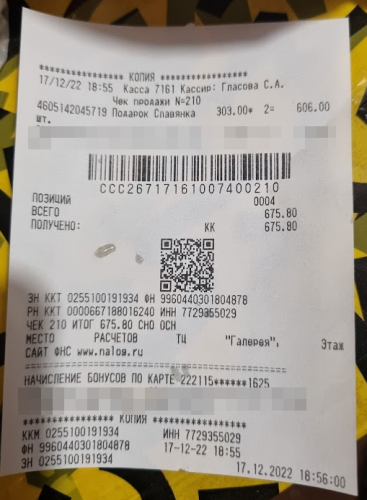 ***************** КОПИЯ *****************
17/12/22 18:55 Касса 7161 Кассир: Гласова С.А.
Чек продажи N=210
4605142045719 Подарок Славянка 303.00* 2= 606.00
шт.
CCC26717161007400210
ПОЗИЦИЙ 0004
ВСЕГО 675.80
ПОЛУЧЕНО: КК 675.80
ЗН ККТ 0255100191934 ФН 9960440301804878
РН ККТ 0000667188016240 ИНН 7729355029
ЧЕК 210 ИТОГ 675.80 СНО ОСН
МЕСТО РАСЧЕТОВ ТЦ "Галерея", Этаж
САЙТ ФНС www.nalog.ru
НАЧИСЛЕНИЕ БОНУСОВ ПО КАРТЕ 222115******1625
***************** КОПИЯ *****************
ККМ 0255100191934 ИНН 7729355029
ФН 9960440301804878 17-12-22 18:55
ЗН 0255100191934
17.12.2022 18:56:00